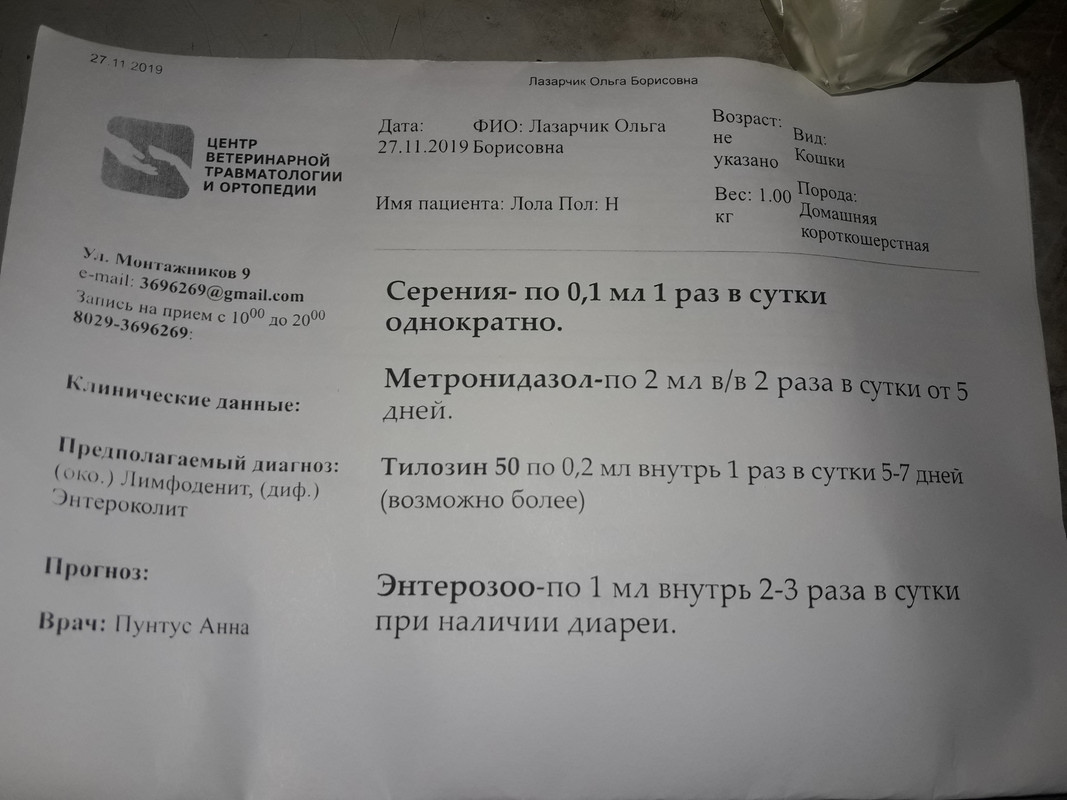 27.11.2019
Лазарчик Ольга Борисовна
ЦЕНТР
ВЕТЕРИНАРНОЙ
ТРАВМАТОЛОГИИ
И ОРТОПЕДИИ
Дата:
27.11.2019
ФИО: Лазарчик Ольга
Борисовна
Возраст:
не
указано
Вид:
Кошки
Имя пациента: Лола Пол: Н
Вес: 1.00
кг
Порода:
Домашняя
короткошерстная
Ул. Монтажников 9
e-mail: 3696269@gmail.com
Запись на прием с 10⁰⁰ до 20⁰⁰
8029-3696269:
Клинические данные:
Предполагаемый диагноз:
(око.) Лимфоденит, (диф.)
Энтероколит
Прогноз:
Врач: Пунтус Анна
Серения- по 0,1 мл 1 раз в сутки
однократно.
Метронидазол-по 2 мл в/в 2 раза в сутки от 5
дней.
Тилозин 50 по 0,2 мл внутрь 1 раз в сутки 5-7 дней
(возможно более)
Энтерозоо-по 1 мл внутрь 2-3 раза в сутки
при наличии диареи.